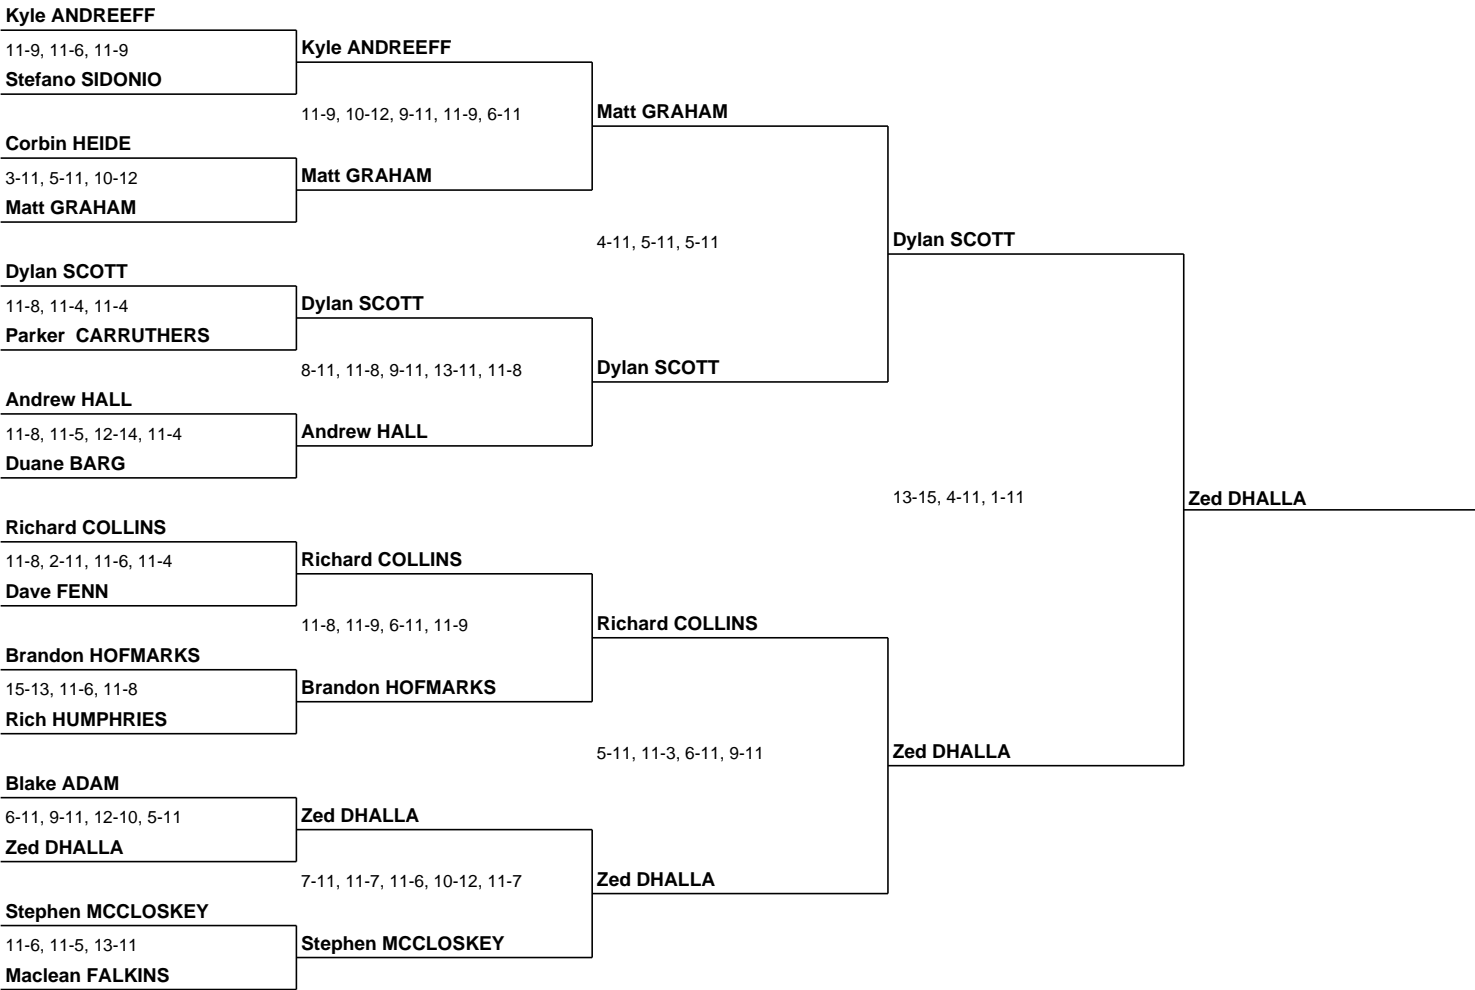 Kyle ANDREEFF
11-9, 11-6, 11-9
Stefano SIDONIO
Corbin HEIDE
3-11, 5-11, 10-12
Matt GRAHAM
Dylan SCOTT
11-8, 11-4, 11-4
Parker  CARRUTHERS
Andrew HALL
11-8, 11-5, 12-14, 11-4
Duane BARG
Richard COLLINS
11-8, 2-11, 11-6, 11-4
Dave FENN
Brandon HOFMARKS
15-13, 11-6, 11-8
Rich HUMPHRIES
Blake ADAM
6-11, 9-11, 12-10, 5-11
Zed DHALLA
Stephen MCCLOSKEY
11-6, 11-5, 13-11
Maclean FALKINS
Kyle ANDREEFF
11-9, 10-12, 9-11, 11-9, 6-11
Matt GRAHAM
Dylan SCOTT
8-11, 11-8, 9-11, 13-11, 11-8
Andrew HALL
Richard COLLINS
11-8, 11-9, 6-11, 11-9
Brandon HOFMARKS
Zed DHALLA
7-11, 11-7, 11-6, 10-12, 11-7
Stephen MCCLOSKEY
Matt GRAHAM
4-11, 5-11, 5-11
Dylan SCOTT
Richard COLLINS
5-11, 11-3, 6-11, 9-11
Zed DHALLA
Dylan SCOTT
13-15, 4-11, 1-11
Zed DHALLA
Zed DHALLA